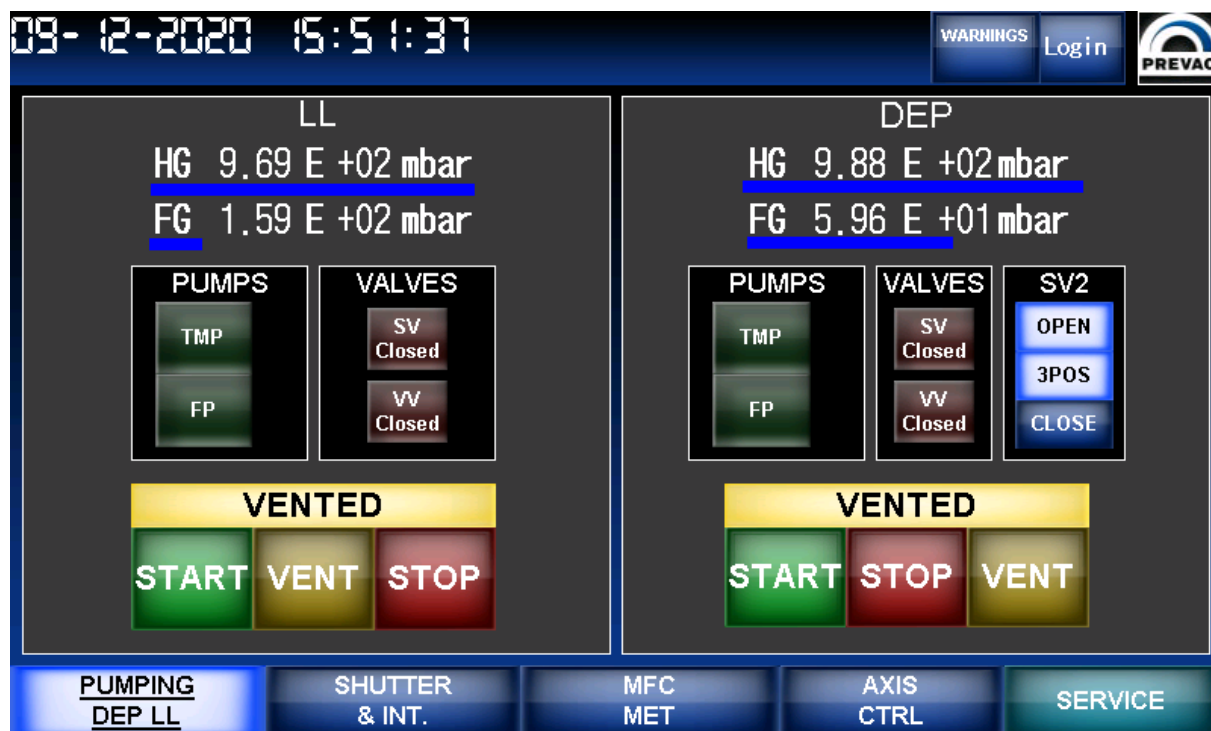 09-12-2020 15:51:37
WARNINGS
Login
PREVAC
LL
HG 9.69 E +02 mbar
FG 1.59 E +02 mbar
PUMPS
TMP
FP
VALVES
SV
Closed
VV
Closed
VENTED
START VENT STOP
DEP
HG 9.88 E +02 mbar
FG 5.96 E +01 mbar
PUMPS
TMP
FP
VALVES
SV
Closed
VV
Closed
SV2
OPEN
3POS
CLOSE
VENTED
START STOP VENT
PUMPING
DEP LL
SHUTTER
& INT.
MFC
MET
AXIS
CTRL
SERVICE